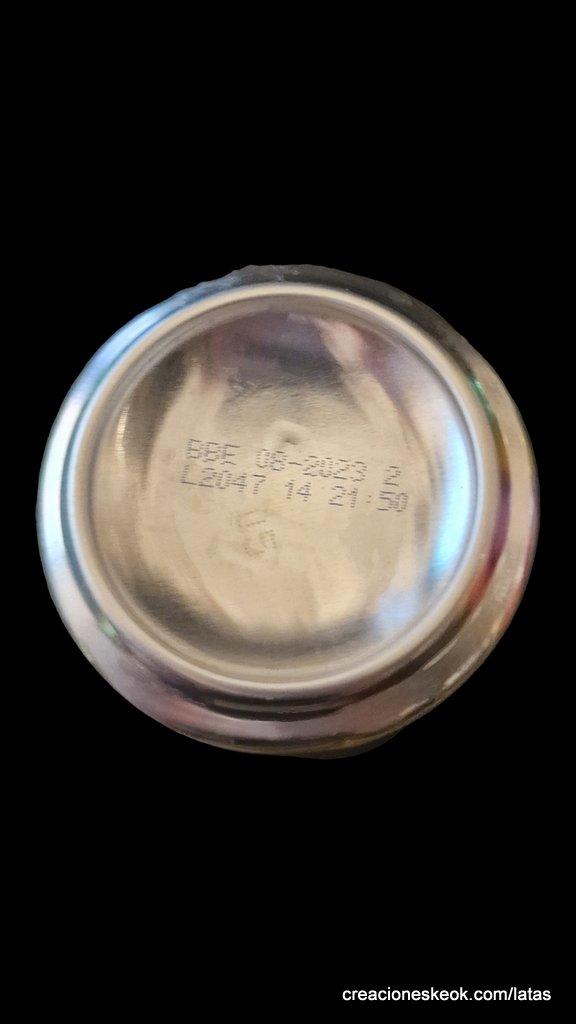 BBE 08-2023 2
L2047 14 21:50
creacioneskeok.com/latas